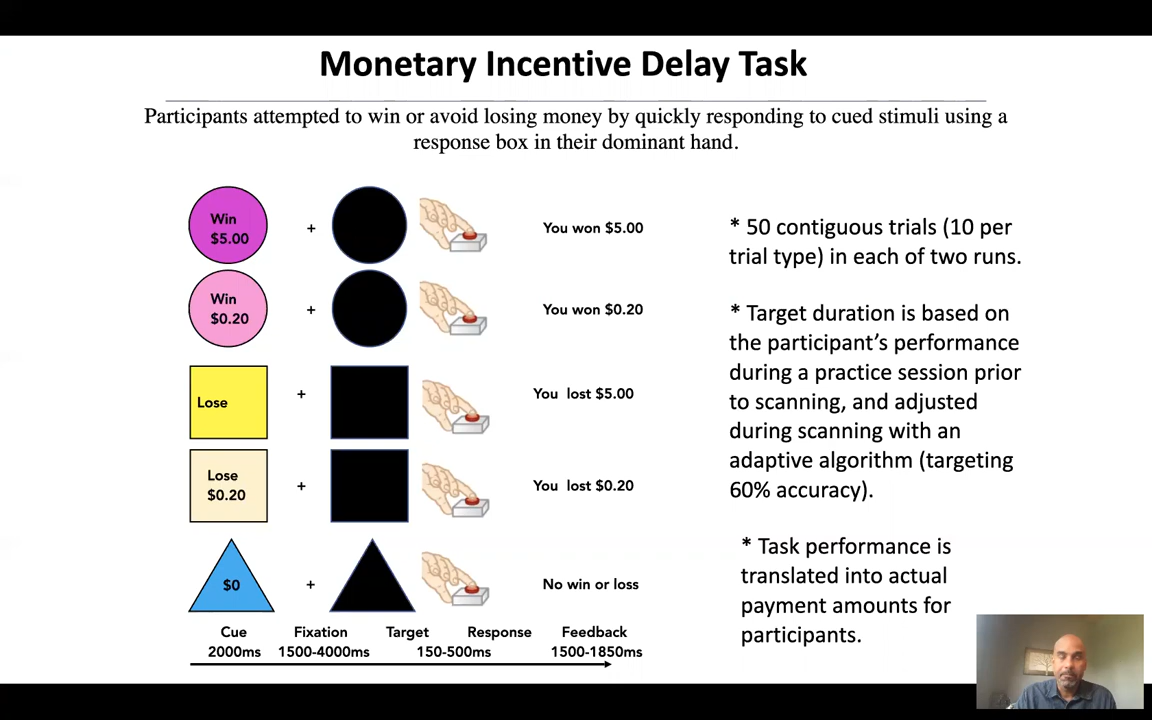 Monetary Incentive Delay Task
Participants attempted to win or avoid losing money by quickly responding to cued stimuli using a
response box in their dominant hand.
Win
$5.00
+
You won $5.00
Win
$0.20
+
You won $0.20
Lose
+
You lost $5.00
Lose
$0.20
+
You lost $0.20
$0
+
No win or loss
Cue Fixation Target Response Feedback
2000ms 1500-4000ms 150-500ms 1500-1850ms
* 50 contiguous trials (10 per
trial type) in each of two runs.
* Target duration is based on
the participant’s performance
during a practice session prior
to scanning, and adjusted
during scanning with an
adaptive algorithm (targeting
60% accuracy).
* Task performance is
translated into actual
payment amounts for
participants.